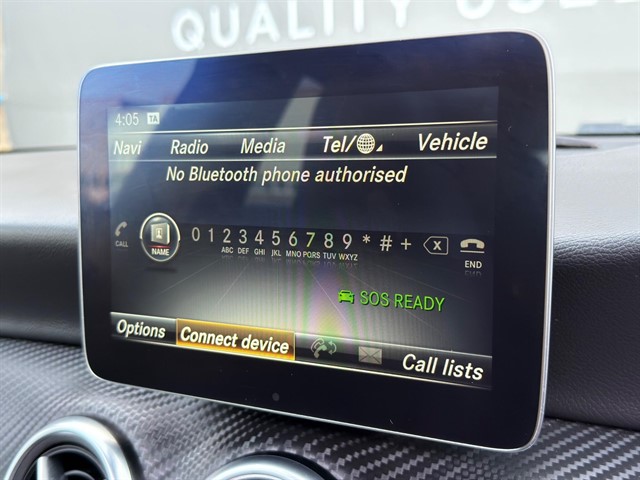 QUALITY USED
4:05 TA
Navi Radio Media Tel/ Vehicle
No Bluetooth phone authorised
CALL NAME 0 1 2 3 4 5 6 7 8 9 * # + X END
ABC DEF GHI JKL MNO PQRS TUV WXYZ
SOS READY
Options Connect device Call lists